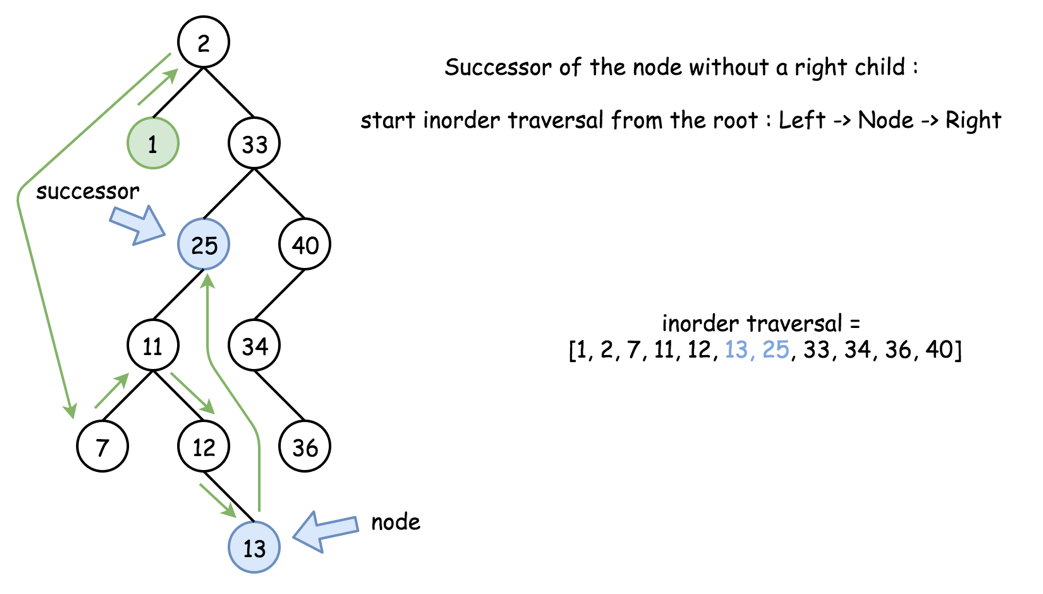 2
Successor of the node without a right child :
start inorder traversal from the root : Left -> Node -> Right
1
33
successor
25
40
inorder traversal =
[1, 2, 7, 11, 12, 13, 25, 33, 34, 36, 40]
11
34
7
12
36
node
13